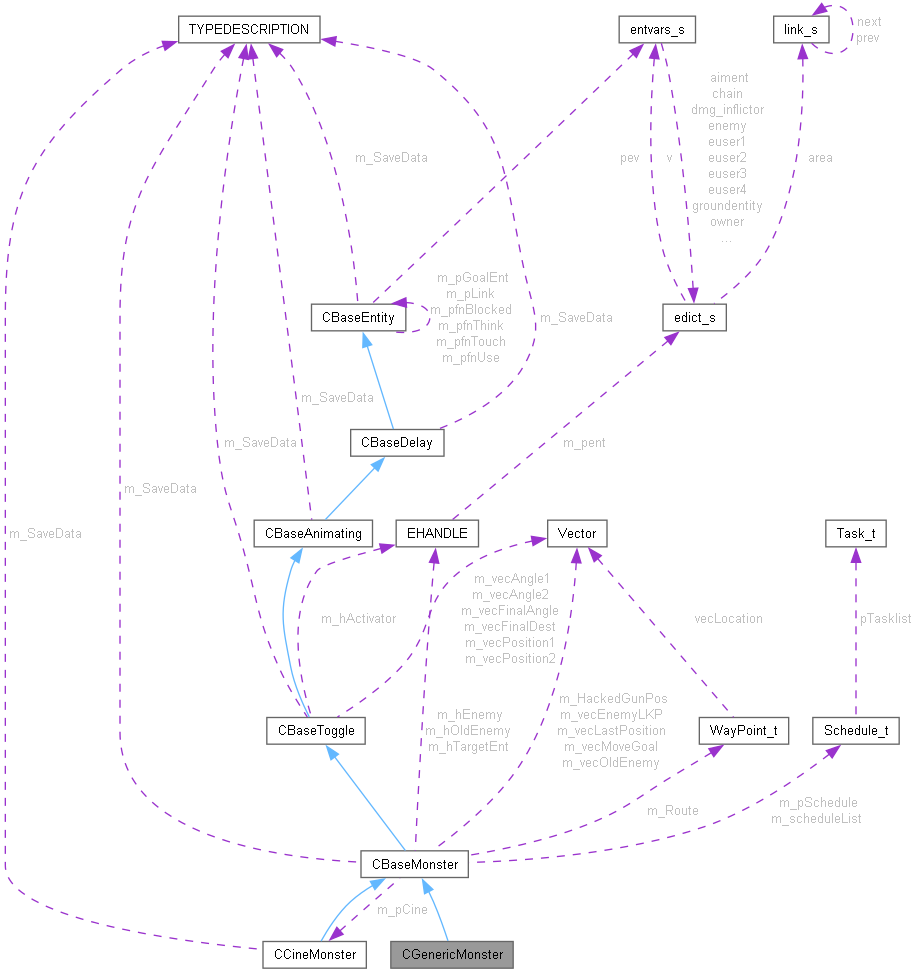 TYPEDESCRIPTION
entvars_s
link_s
next
prev
aiment
chain
dmg_inflictor
enemy
euser1
euser2
euser3
euser4
groundentity
owner
...
m_SaveData
pev
v
area
m_pGoalEnt
m_pLink
m_pfnBlocked
m_pfnThink
m_pfnTouch
m_pfnUse
CBaseEntity
m_SaveData
edict_s
m_SaveData
m_SaveData
CBaseDelay
m_pent
m_SaveData
m_SaveData
CBaseAnimating
EHANDLE
Vector
Task_t
m_vecAngle1
m_vecAngle2
m_vecFinalAngle
m_vecFinalDest
m_vecPosition1
m_vecPosition2
m_hActivator
vecLocation
pTasklist
m_hEnemy
m_hOldEnemy
m_hTargetEnt
m_HackedGunPos
m_vecEnemyLKP
m_vecLastPosition
m_vecMoveGoal
m_vecOldEnemy
CBaseToggle
WayPoint_t
Schedule_t
m_Route
m_pSchedule
m_scheduleList
CBaseMonster
m_pCine
CCineMonster
CGenericMonster